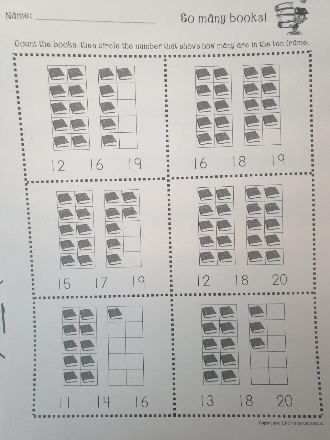 Name:
So many books!
Count the books, then circle the number that shows how many are in the ten frame.
12 16 19
16 18 19
15 17 19
12 18 20
11 14 16
13 18 20